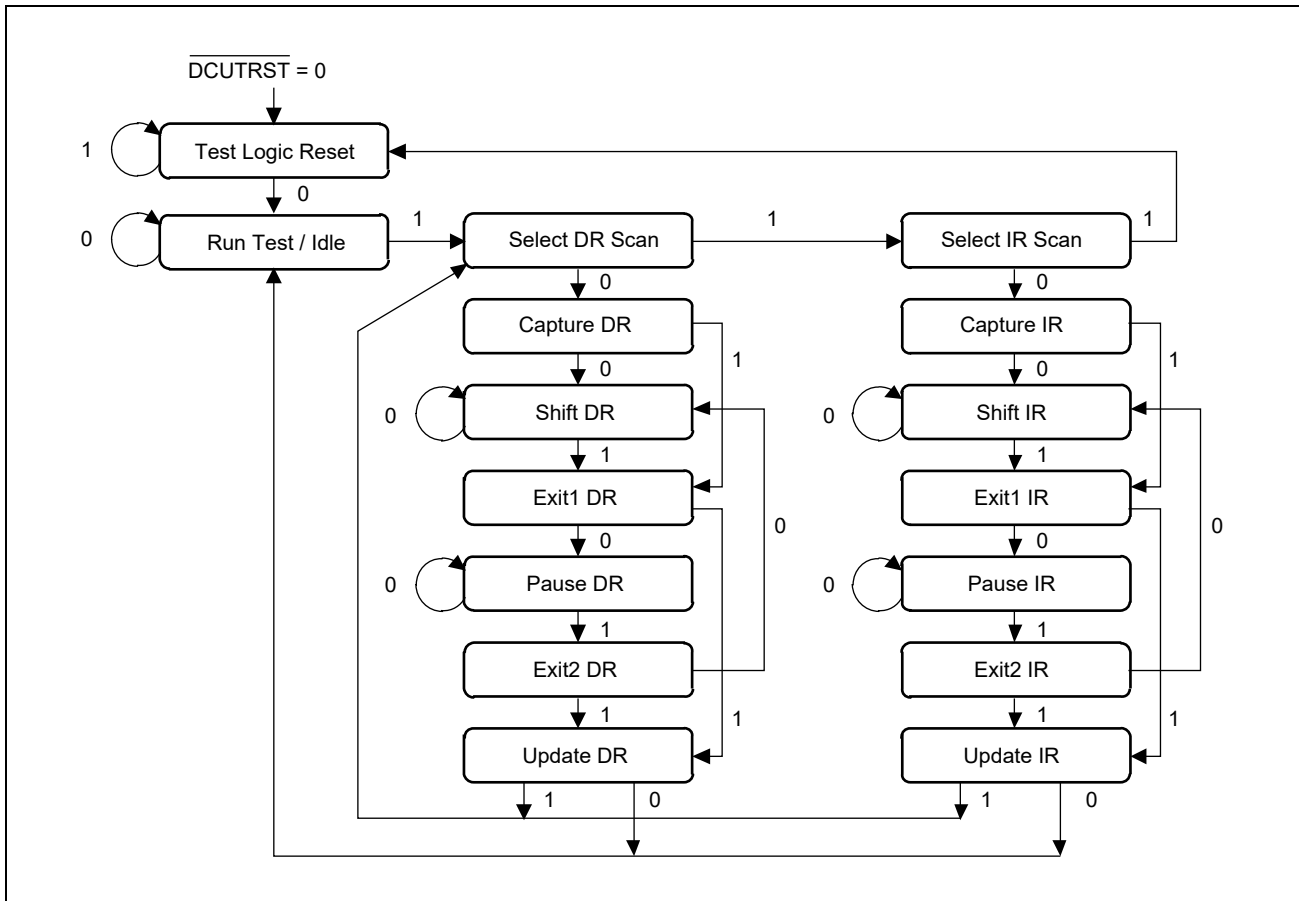 DCUTRST = 0
1
Test Logic Reset
0
0
Run Test / Idle
1
Select DR Scan
1
Select IR Scan
1
0
0
Capture DR
Capture IR
1
1
0
0
0
Shift DR
0
Shift IR
1
1
Exit1 DR
Exit1 IR
0
0
0
0
0
Pause DR
0
Pause IR
1
1
Exit2 DR
Exit2 IR
1
1
1
1
Update DR
Update IR
1
0
1
0